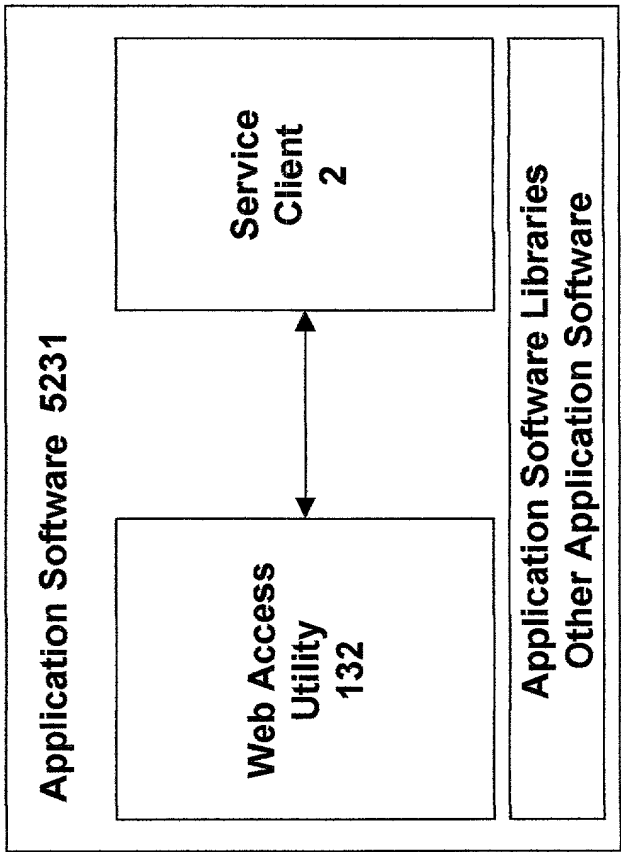 Application Software 5231
Web Access
Utility
132
Service
Client
2
Application Software Libraries
Other Application Software